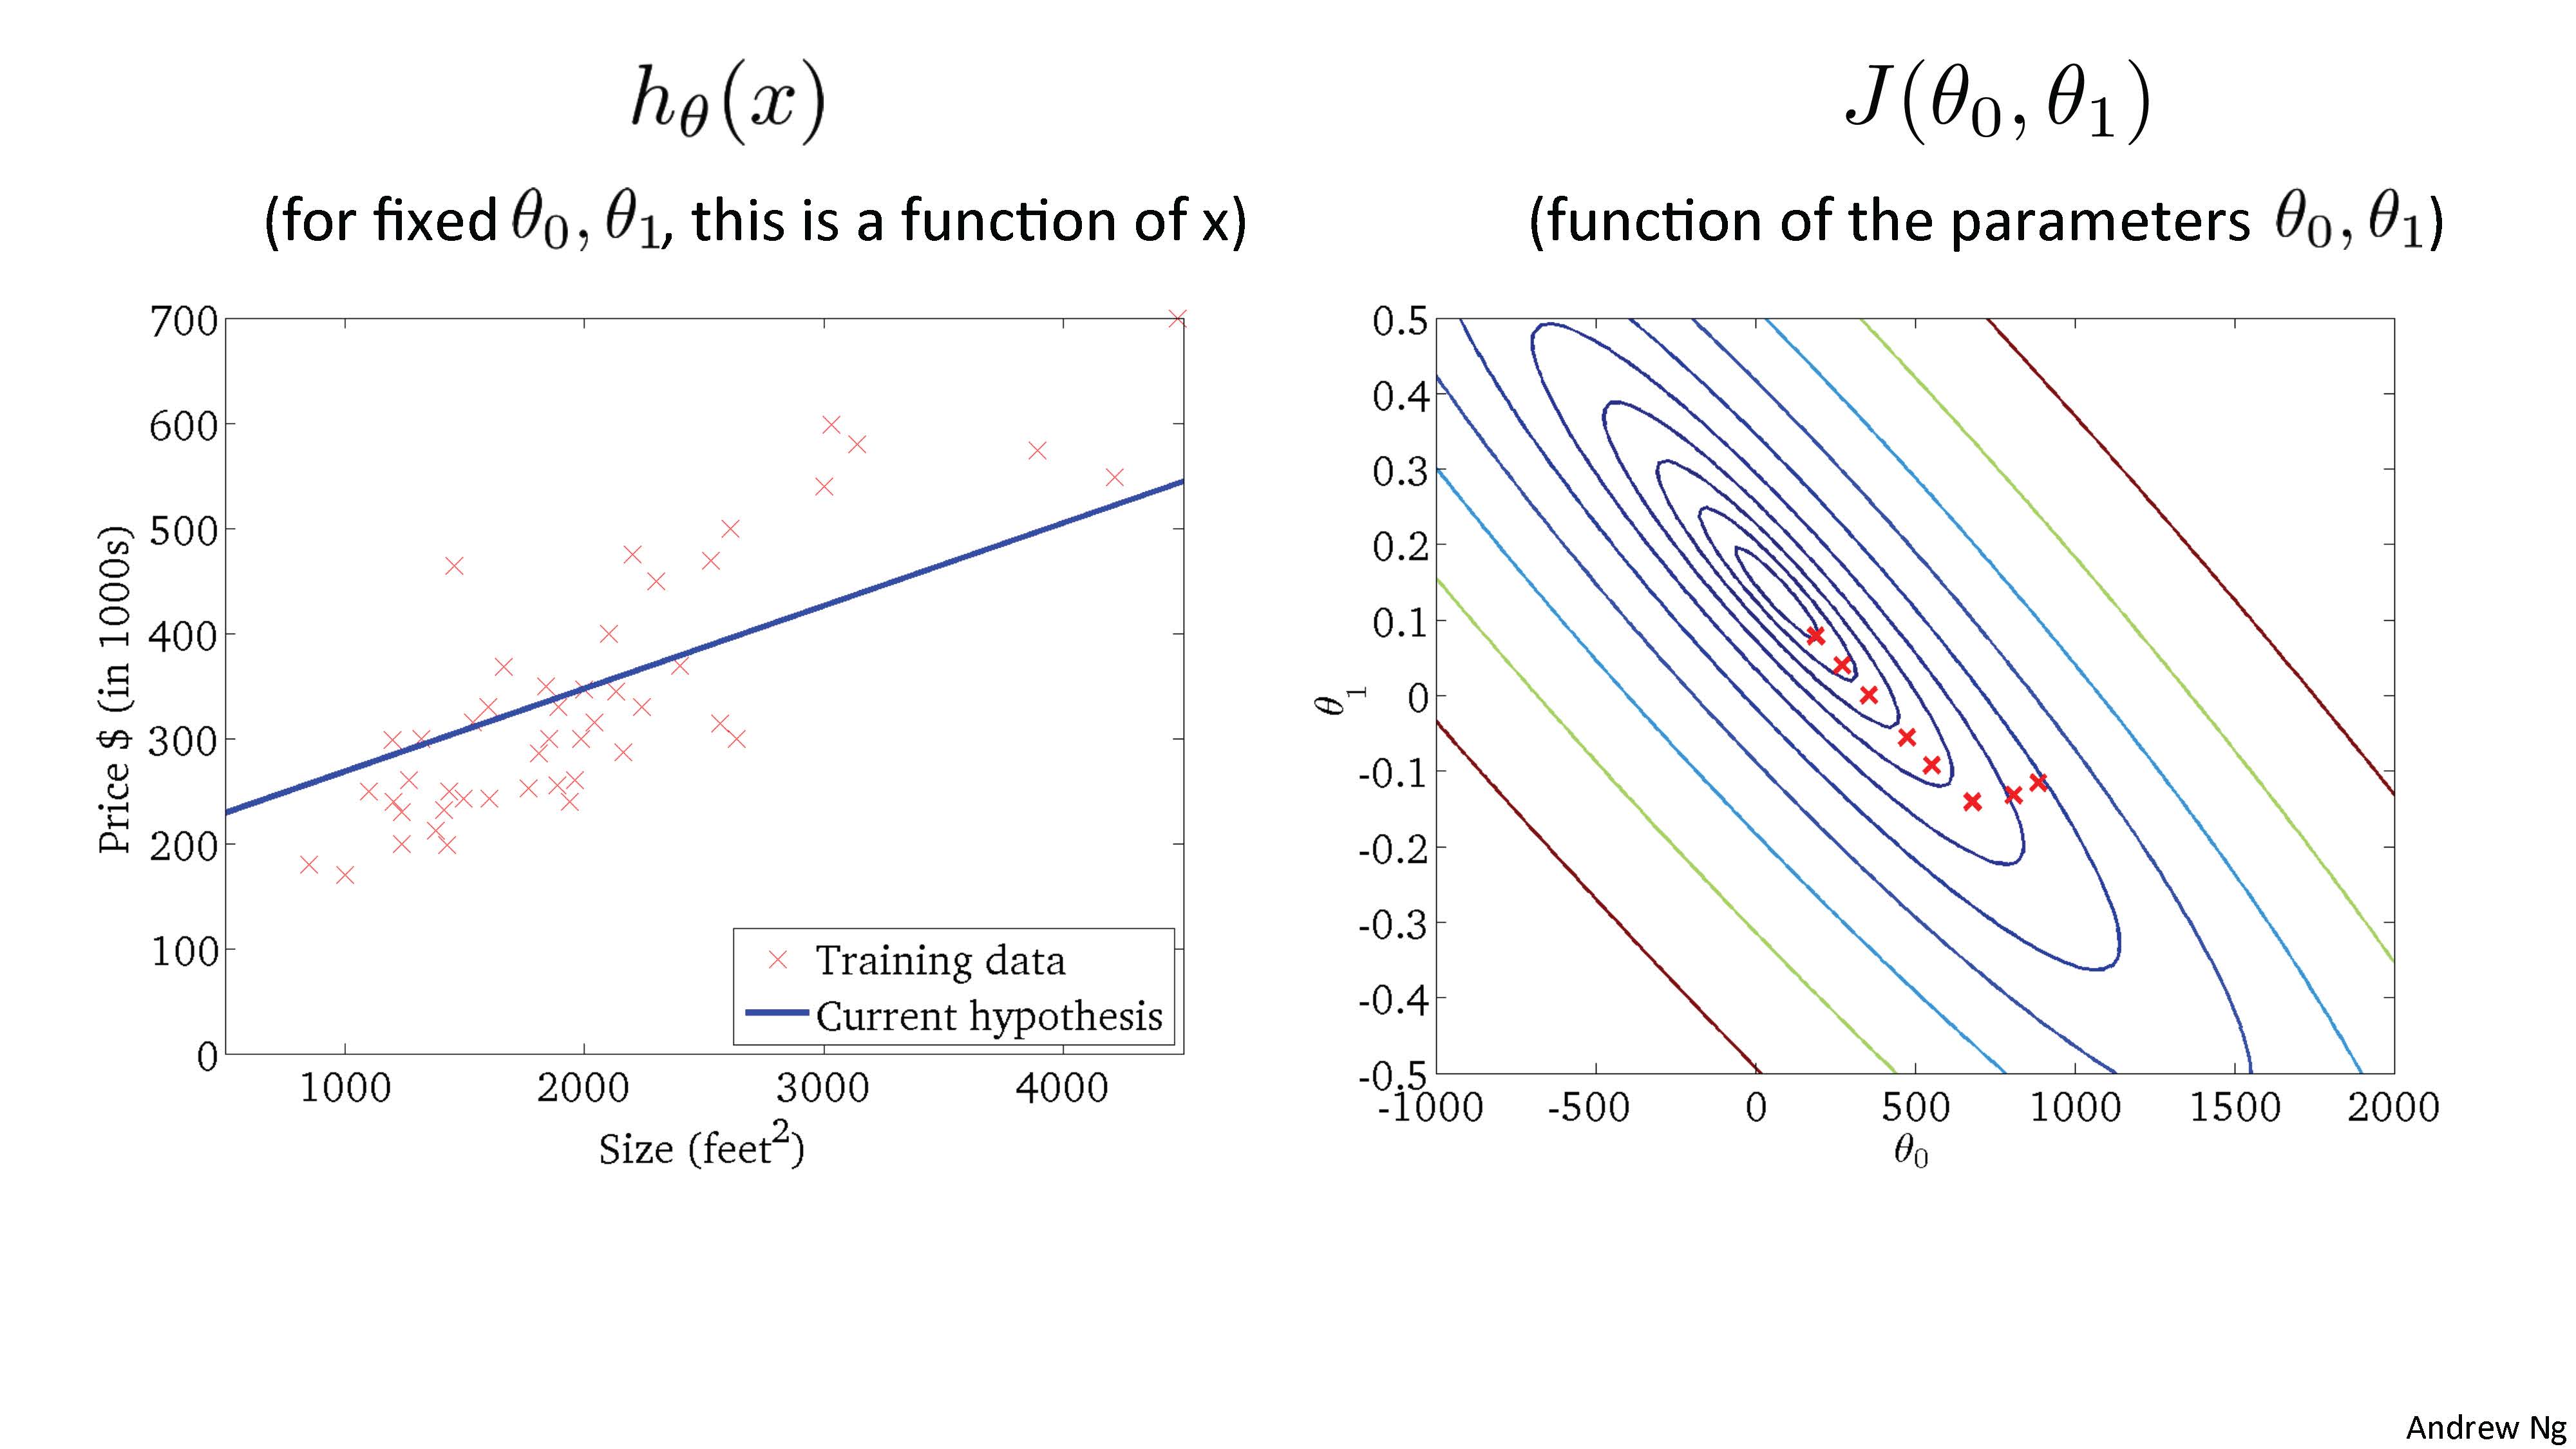 hθ(x)
(for fixed θ0, θ1, this is a function of x)
700
600
500
400
300
200
100
0
Price $ (in 1000s)
Training data
Current hypothesis
1000 2000 3000 4000
Size (feet²)
J(θ0, θ1)
(function of the parameters θ0, θ1)
0.5
0.4
0.3
0.2
0.1
0
-0.1
-0.2
-0.3
-0.4
-0.5
θ1
-1000 -500 0 500 1000 1500 2000
θ0
Andrew Ng